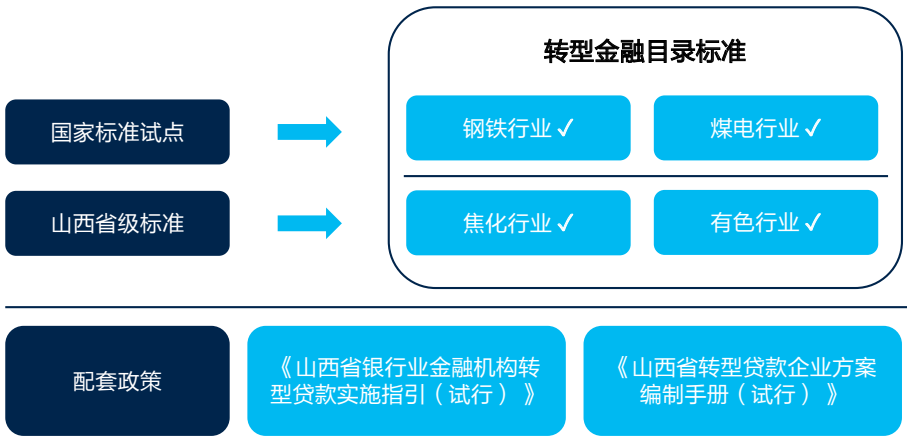 转型金融目录标准
国家标准试点
钢铁行业 ✓
煤电行业 ✓
山西省级标准
焦化行业 ✓
有色行业 ✓
配套政策
《山西省银行业金融机构转
型贷款实施指引（试行）》
《山西省转型贷款企业方案
编制手册（试行）》